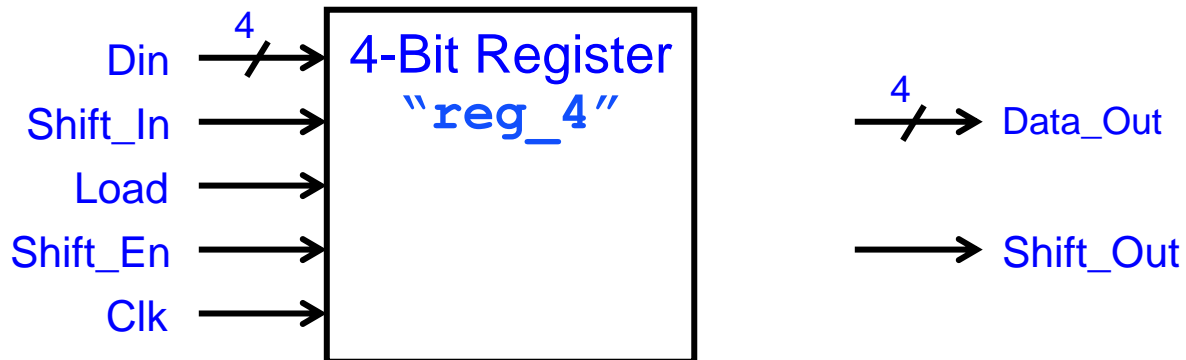 4
Din
Shift_In
Load
Shift_En
Clk
4-Bit Register
“reg_4”
4
Data_Out
Shift_Out